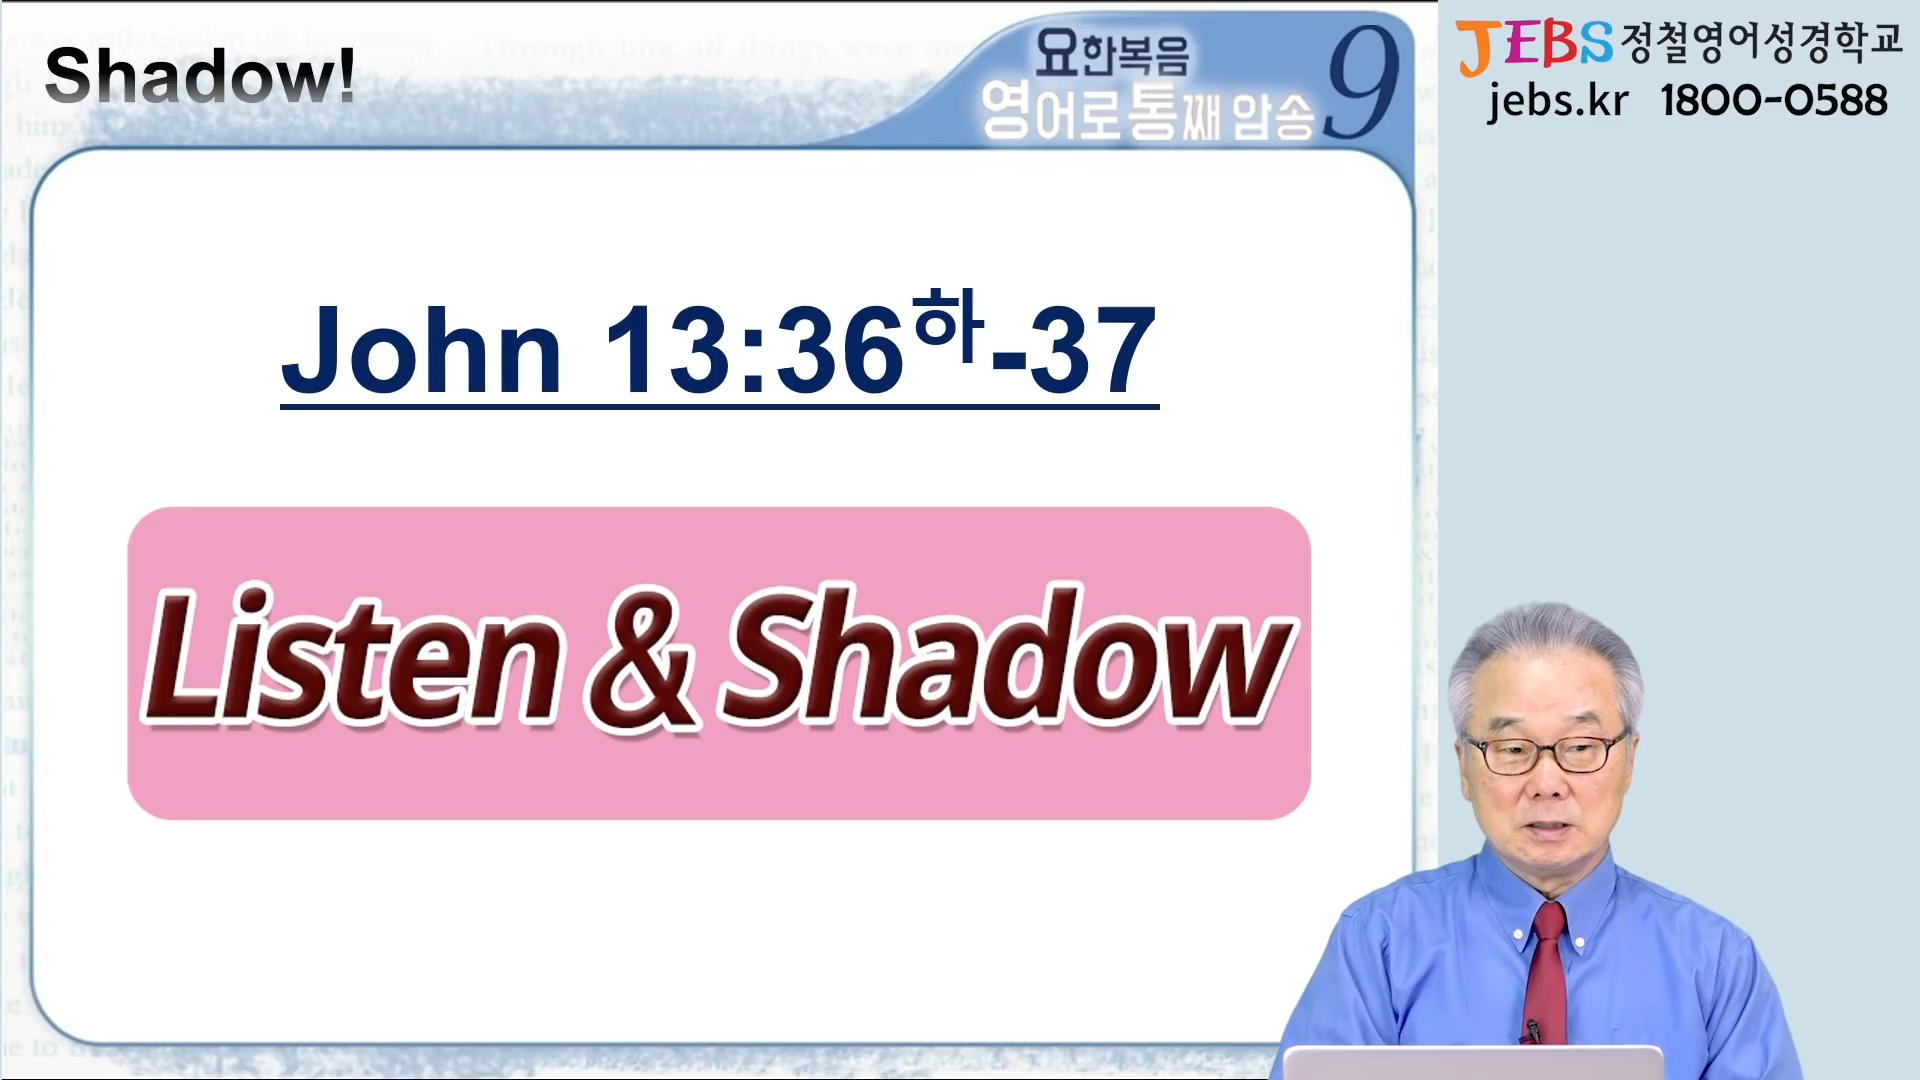 Shadow!
요한복음
영어로통째암송 9
JEBS 정철영어성경학교
jebs.kr 1800-0588
John 13:36하-37
Listen & Shadow